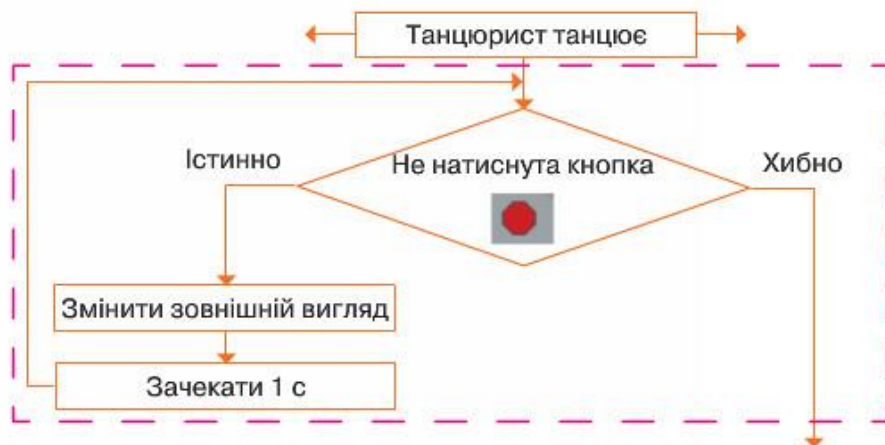 Танцюрист танцює
Істинно
Не натиснута кнопка
Хибно
Змінити зовнішній вигляд
Зачекати 1 с